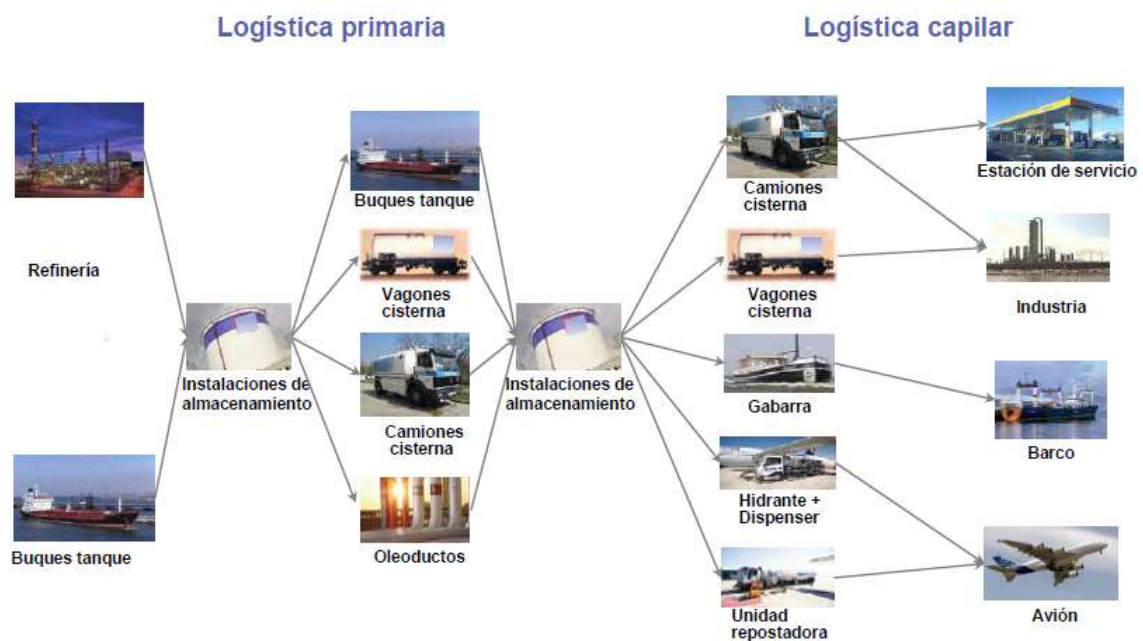 Logística primaria
Logística capilar
Refinería
Buques tanque
Instalaciones de
almacenamiento
Buques tanque
Vagones
cisterna
Camiones
cisterna
Oleoductos
Instalaciones de
almacenamiento
Camiones
cisterna
Vagones
cisterna
Gabarra
Hidrante +
Dispenser
Unidad
repostadora
Estación de servicio
Industria
Barco
Avión